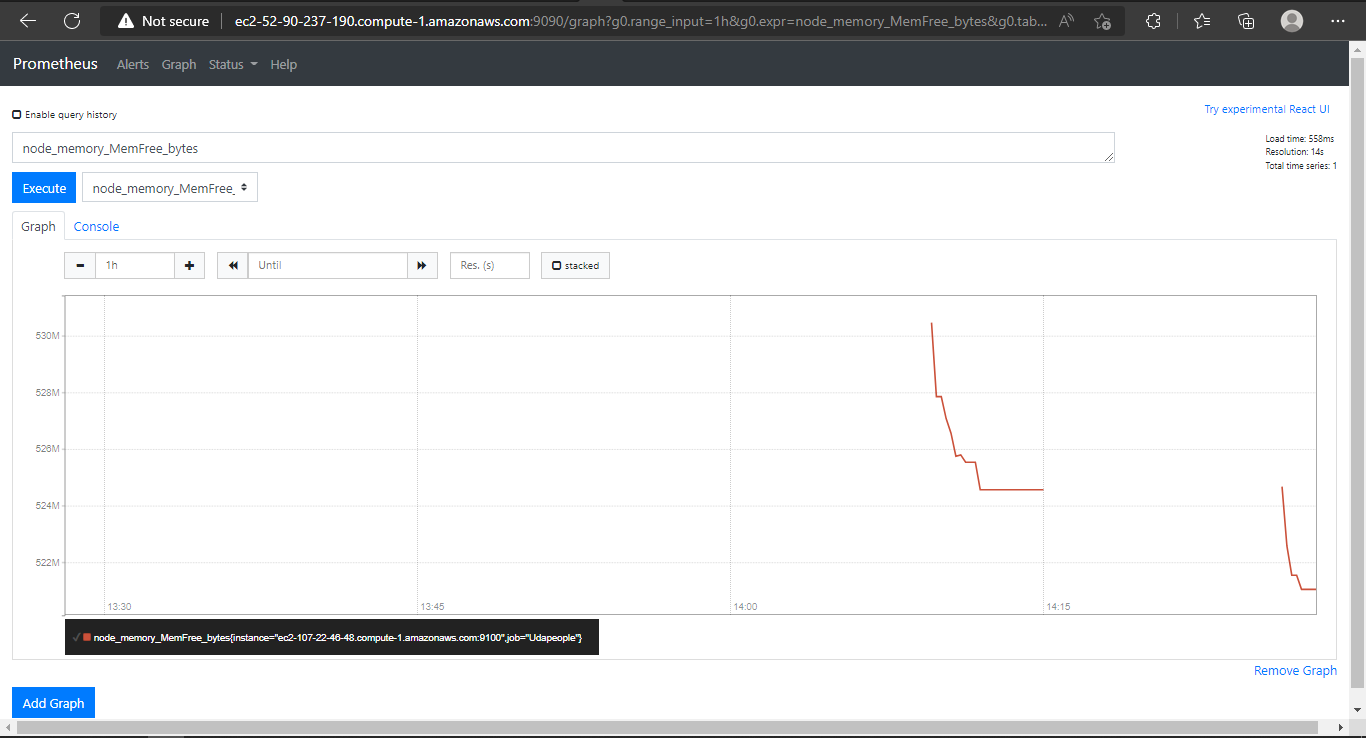 Not secure ec2-52-90-237-190.compute-1.amazonaws.com:9090/graph?g0.range_input=1h&g0.expr=node_memory_MemFree_bytes&g0.tab...
Prometheus Alerts Graph Status Help
Enable query history
Try experimental React UI
node_memory_MemFree_bytes
Load time: 558ms
Resolution: 14s
Total time series: 1
Execute node_memory_MemFree_
Graph Console
1h Until Res. (s) stacked
530M
528M
526M
524M
522M
13:30 13:45 14:00 14:15
node_memory_MemFree_bytes{instance="ec2-107-22-46-48.compute-1.amazonaws.com:9100",job="Udapeople"}
Remove Graph
Add Graph